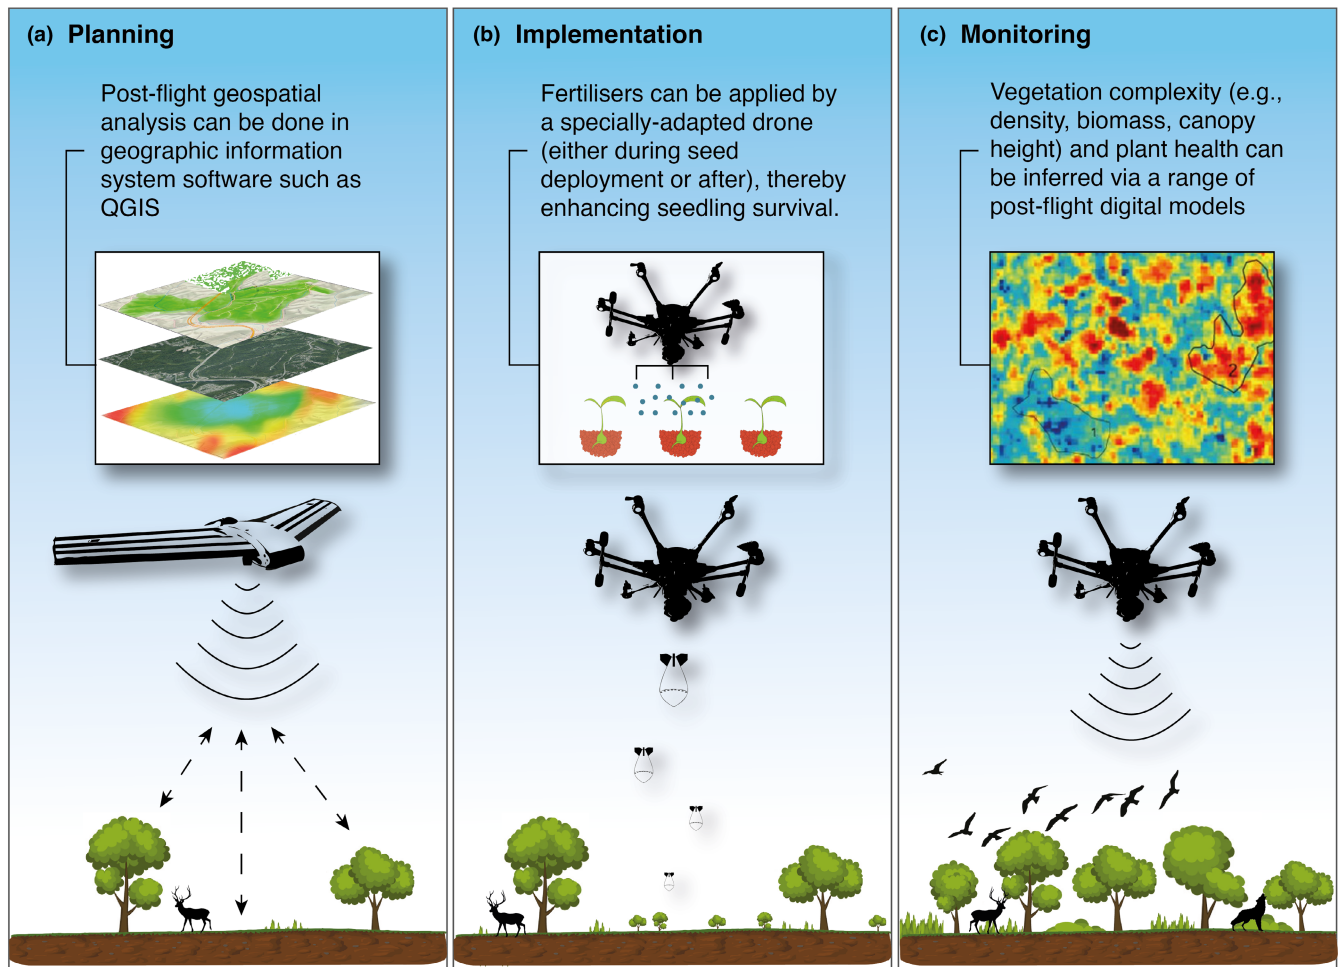 (a) Planning
Post-flight geospatial
analysis can be done in
geographic information
system software such as
QGIS
(b) Implementation
Fertilisers can be applied by
a specially-adapted drone
(either during seed
deployment or after), thereby
enhancing seedling survival.
(c) Monitoring
Vegetation complexity (e.g.,
density, biomass, canopy
height) and plant health can
be inferred via a range of
post-flight digital models
2
1